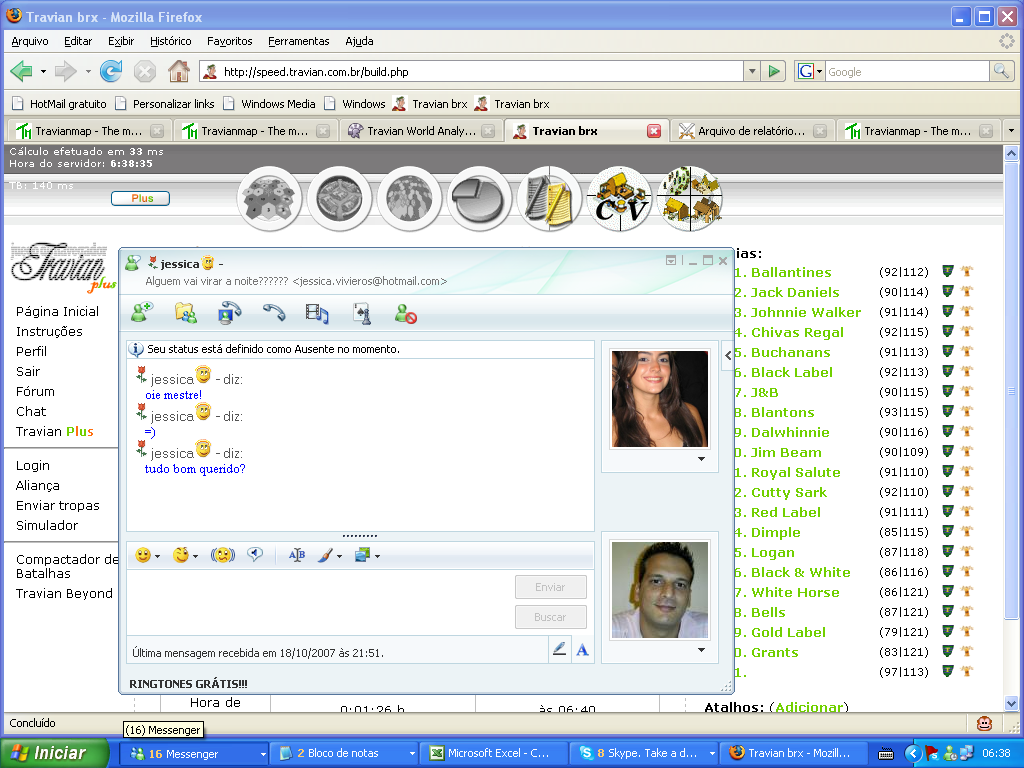 Travian brx - Mozilla Firefox
Arquivo Editar Exibir Histórico Favoritos Ferramentas Ajuda
http://speed.travian.com.br/build.php
Google
HotMail gratuito Personalizar links Windows Media Windows Travian brx Travian brx
Travianmap - The m... Travianmap - The m... Travian World Analy... Travian brx Arquivo de relatório... Travianmap - The m...
Cálculo efetuado em 33 ms
Hora do servidor: 6:38:35
TB: 140 ms
Plus
CV
Travian plus
Página Inicial
Instruções
Perfil
Sair
Fórum
Chat
Travian Plus
Login
Aliança
Enviar tropas
Simulador
Compactador de
Batalhas
Travian Beyond
jessica -
Alguem vai virar a noite?????? <jessica.vivieros@hotmail.com>
Seu status está definido como Ausente no momento.
jessica - diz:
oie mestre!
jessica - diz:
=)
jessica - diz:
tudo bom querido?
Enviar
Buscar
Última mensagem recebida em 18/10/2007 às 21:51.
RINGTONES GRÁTIS!!!
ias:
1. Ballantines (92|112)
2. Jack Daniels (90|114)
3. Johnnie Walker (91|114)
4. Chivas Regal (92|115)
5. Buchanans (91|113)
6. Black Label (92|113)
7. J&B (90|115)
8. Blantons (93|115)
9. Dalwhinnie (90|116)
0. Jim Beam (90|109)
1. Royal Salute (91|110)
2. Cutty Sark (92|110)
3. Red Label (91|111)
4. Dimple (85|115)
5. Logan (87|118)
6. Black & White (86|116)
7. White Horse (86|121)
8. Bells (87|121)
9. Gold Label (79|121)
0. Grants (83|121)
1. (97|113)
Atalhos: (Adicionar)
Hora de
0:01:26 h
às 06:40
Concluído
(16) Messenger
Iniciar
16 Messenger
2 Bloco de notas
Microsoft Excel - C...
8 Skype. Take a d...
Travian brx - Mozill...
06:38